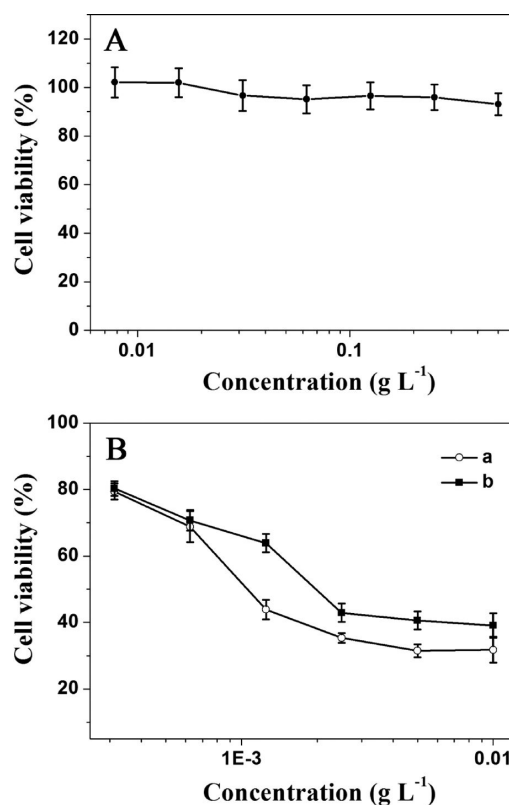 A
120
100
80
60
40
20
0
Cell viability (%)
0.01 0.1
Concentration (g L⁻¹)
B
a
b
100
80
60
40
20
Cell viability (%)
1E-3 0.01
Concentration (g L⁻¹)